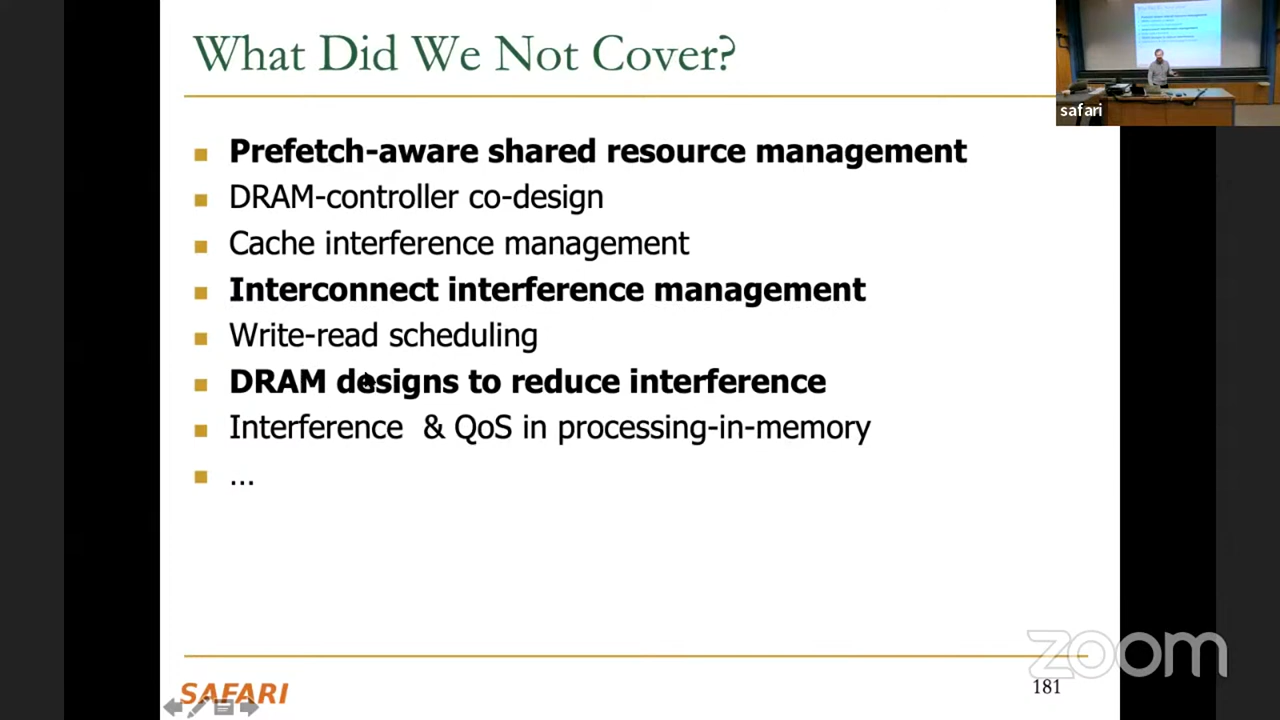 What Did We Not Cover?
safari
Prefetch-aware shared resource management
DRAM-controller co-design
Cache interference management
Interconnect interference management
Write-read scheduling
DRAM designs to reduce interference
Interference & QoS in processing-in-memory
...
zoom
SAFARI
181